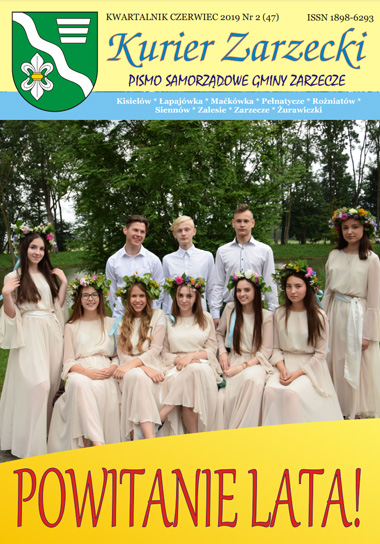 KWARTALNIK CZERWIEC 2019 Nr 2 (47)
ISSN 1898-6293
Kurier Zarzecki
PISMO SAMORZĄDOWE GMINY ZARZECZE
Kisielów * Łapajówka * Maćkówka * Pełnatycze * Rożniatów *
Siennów * Zalesie * Zarzecze * Żurawiczki
POWITANIE LATA!